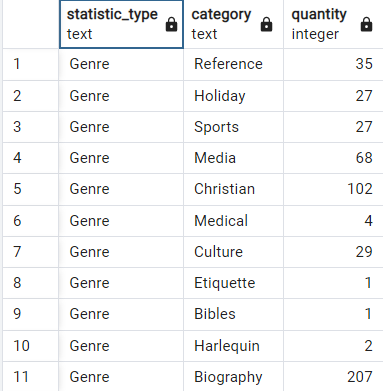 statistic_type category quantity
text text integer
1 Genre Reference 35
2 Genre Holiday 27
3 Genre Sports 27
4 Genre Media 68
5 Genre Christian 102
6 Genre Medical 4
7 Genre Culture 29
8 Genre Etiquette 1
9 Genre Bibles 1
10 Genre Harlequin 2
11 Genre Biography 207